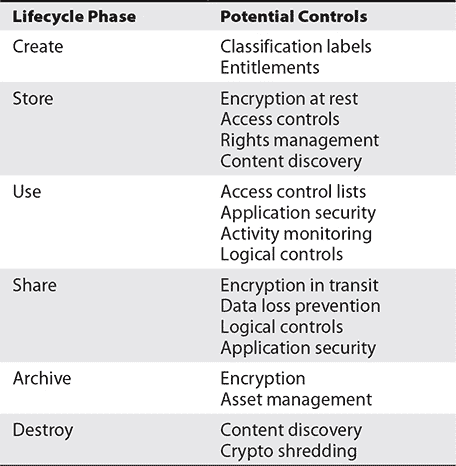 Lifecycle Phase Potential Controls
Create Classification labels
Entitlements
Store Encryption at rest
Access controls
Rights management
Content discovery
Use Access control lists
Application security
Activity monitoring
Logical controls
Share Encryption in transit
Data loss prevention
Logical controls
Application security
Archive Encryption
Asset management
Destroy Content discovery
Crypto shredding